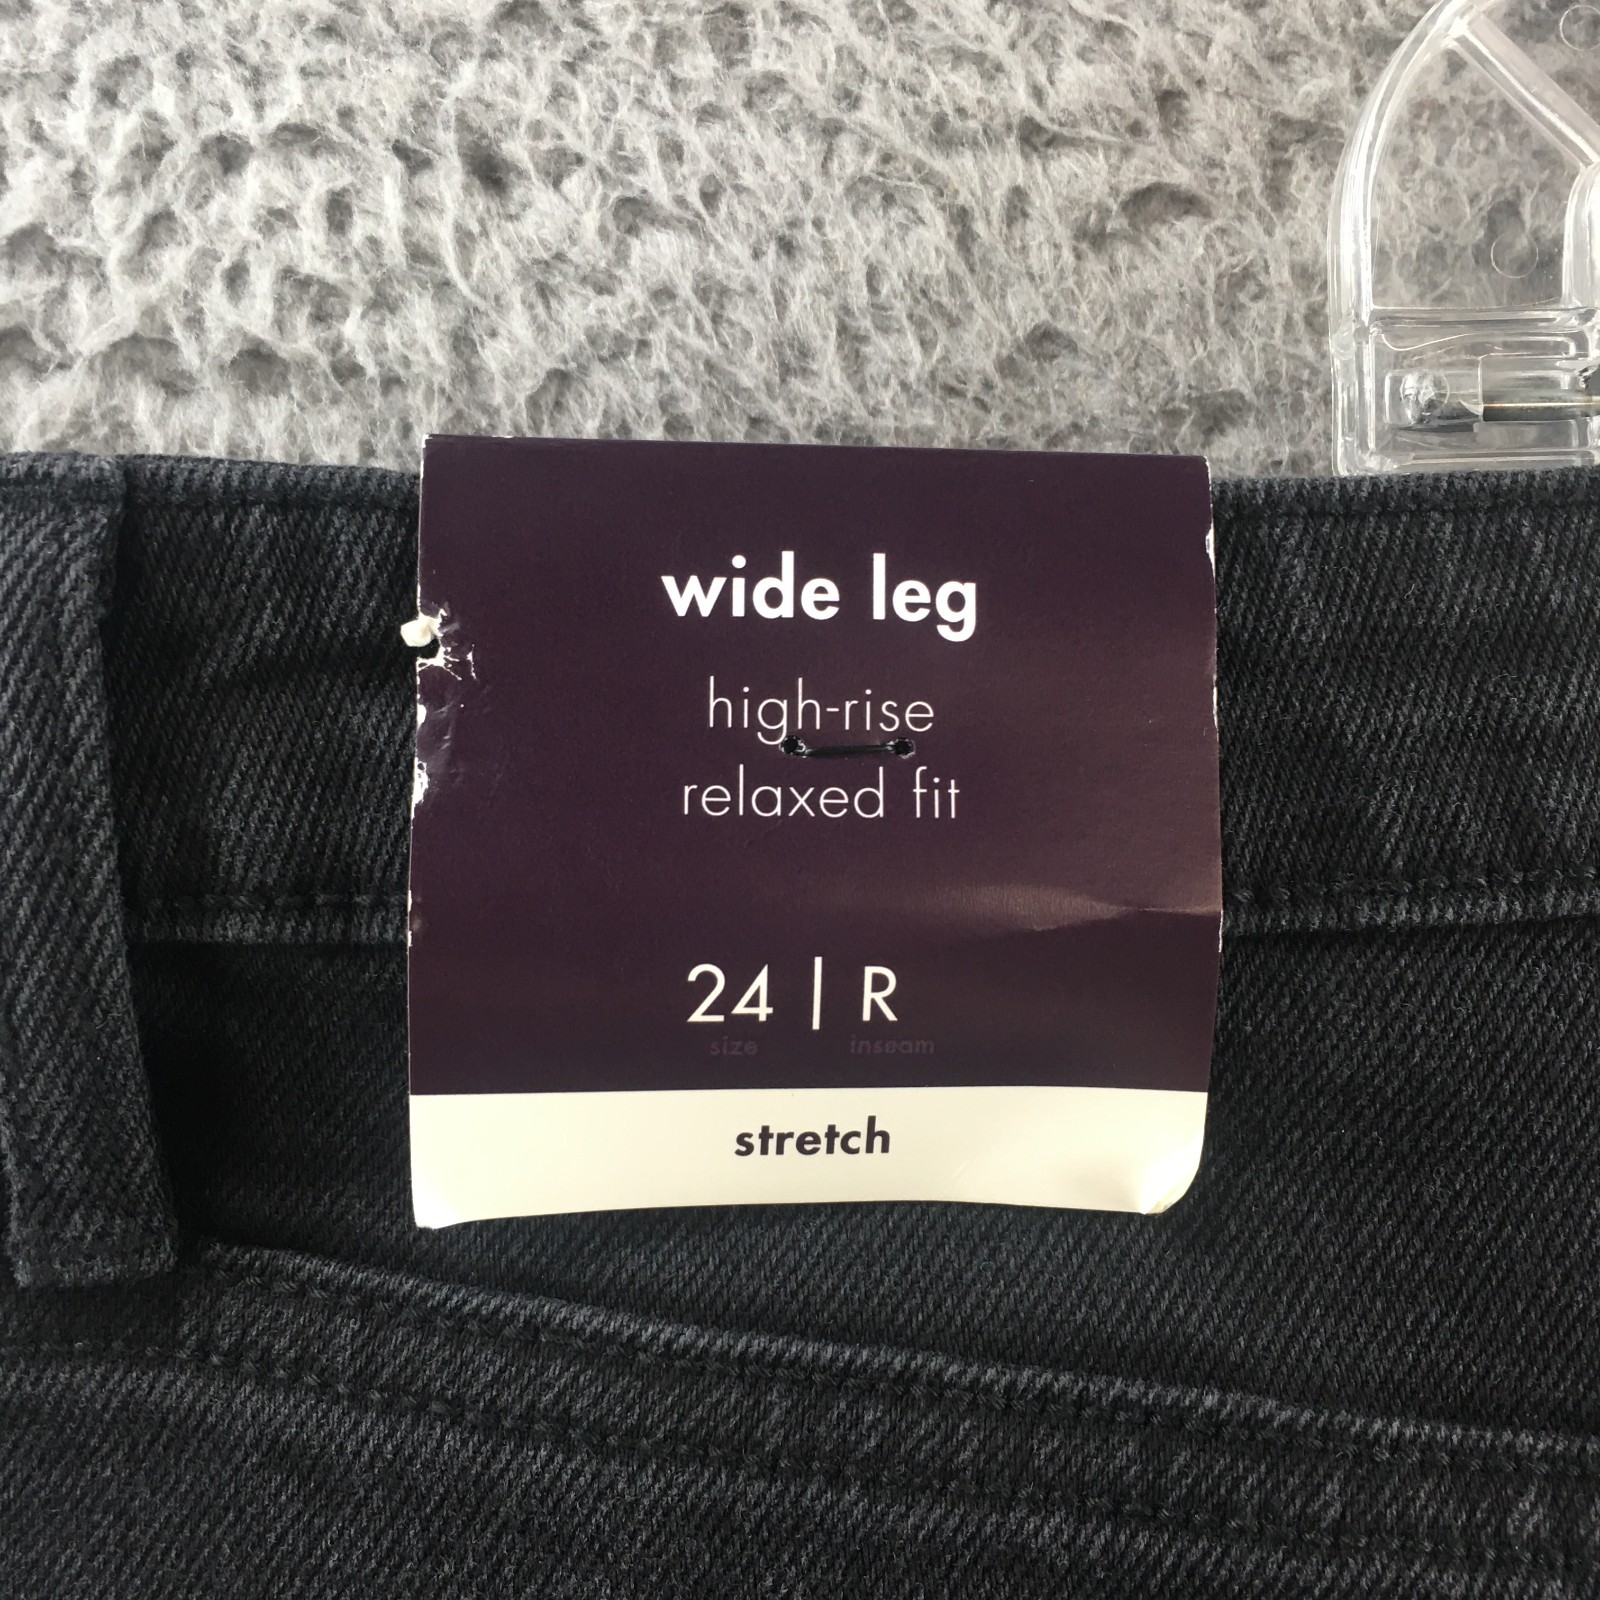 wide leg
high-rise
relaxed fit
24 | R
size inseam
stretch